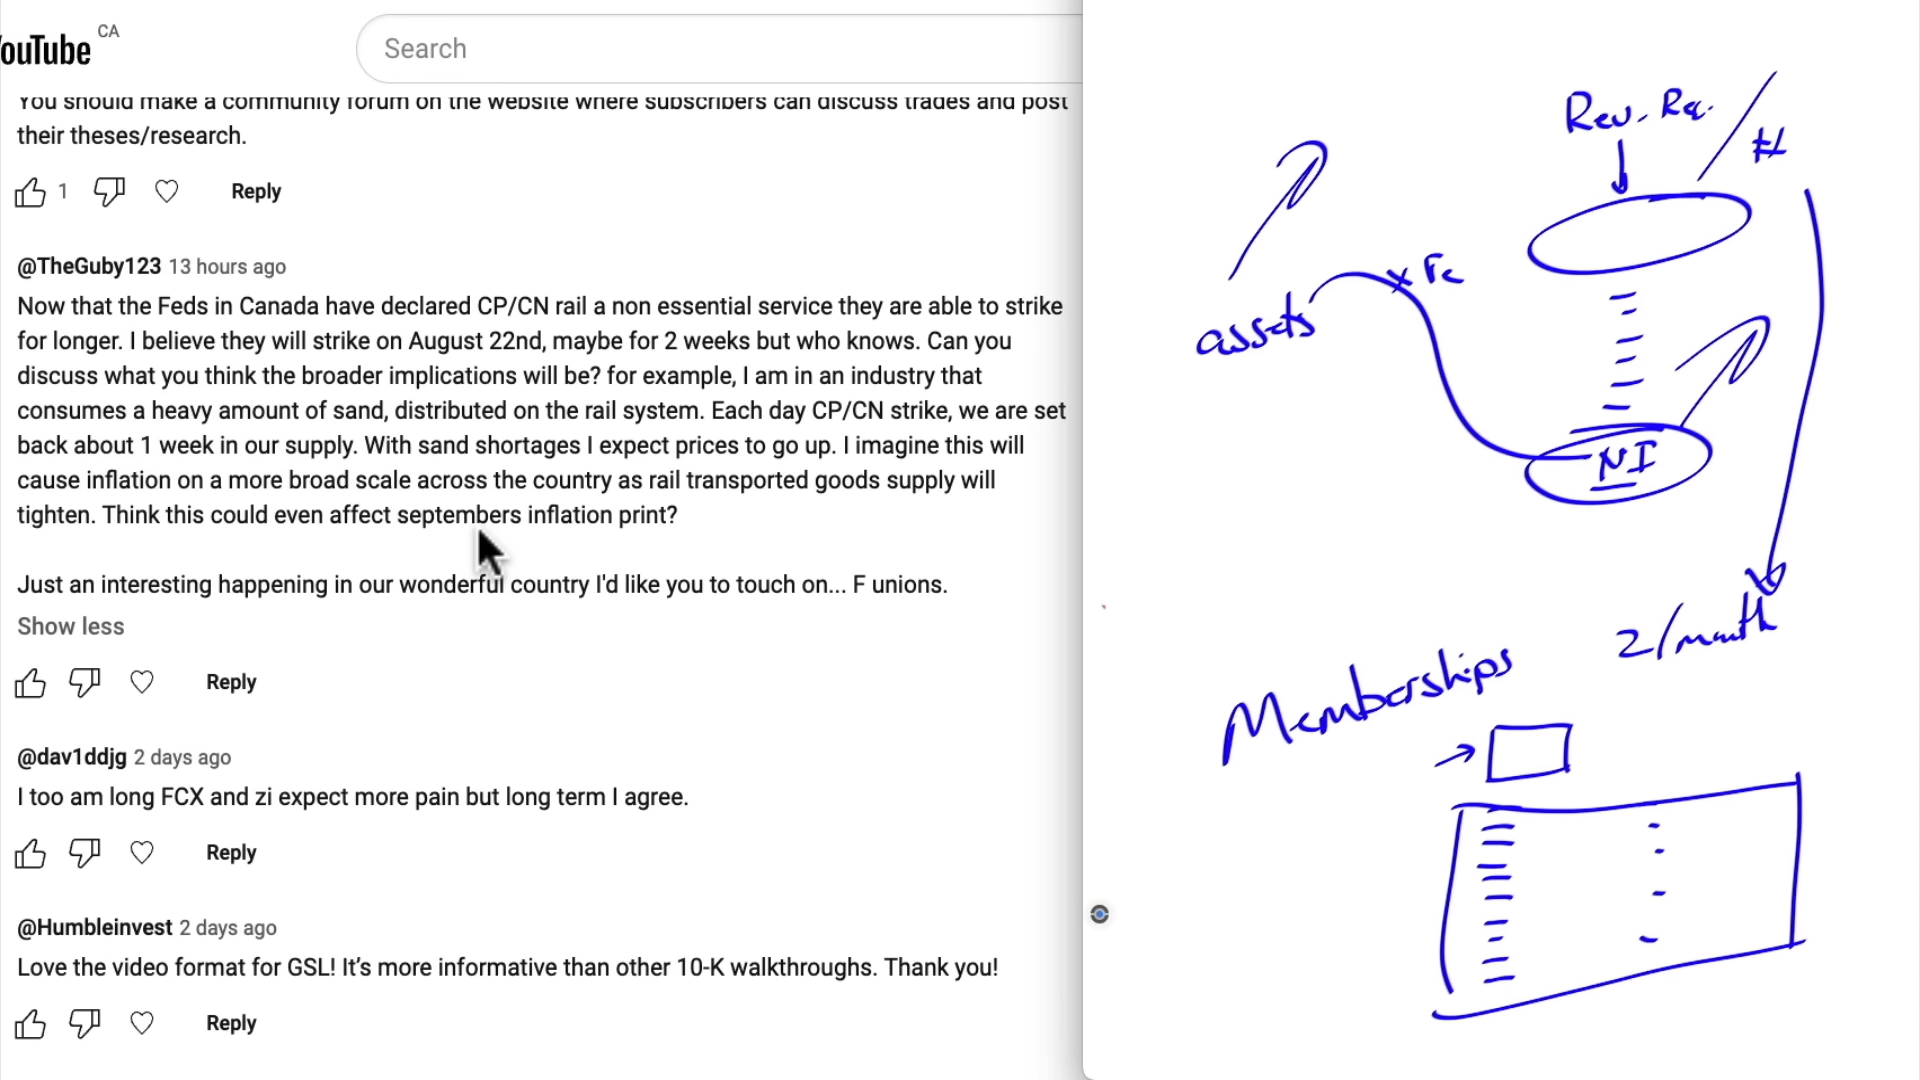 YouTube CA
Search
You should make a community forum on the website where subscribers can discuss trades and post
their theses/research.
1 Reply
@TheGuby123 13 hours ago
Now that the Feds in Canada have declared CP/CN rail a non essential service they are able to strike
for longer. I believe they will strike on August 22nd, maybe for 2 weeks but who knows. Can you
discuss what you think the broader implications will be? for example, I am in an industry that
consumes a heavy amount of sand, distributed on the rail system. Each day CP/CN strike, we are set
back about 1 week in our supply. With sand shortages I expect prices to go up. I imagine this will
cause inflation on a more broad scale across the country as rail transported goods supply will
tighten. Think this could even affect septembers inflation print?
Just an interesting happening in our wonderful country I'd like you to touch on... F unions.
Show less
Reply
@dav1ddjg 2 days ago
I too am long FCX and zi expect more pain but long term I agree.
Reply
@Humbleinvest 2 days ago
Love the video format for GSL! It's more informative than other 10-K walkthroughs. Thank you!
Reply
Rev. Rec.
#
assets
NI
2/month
Memberships